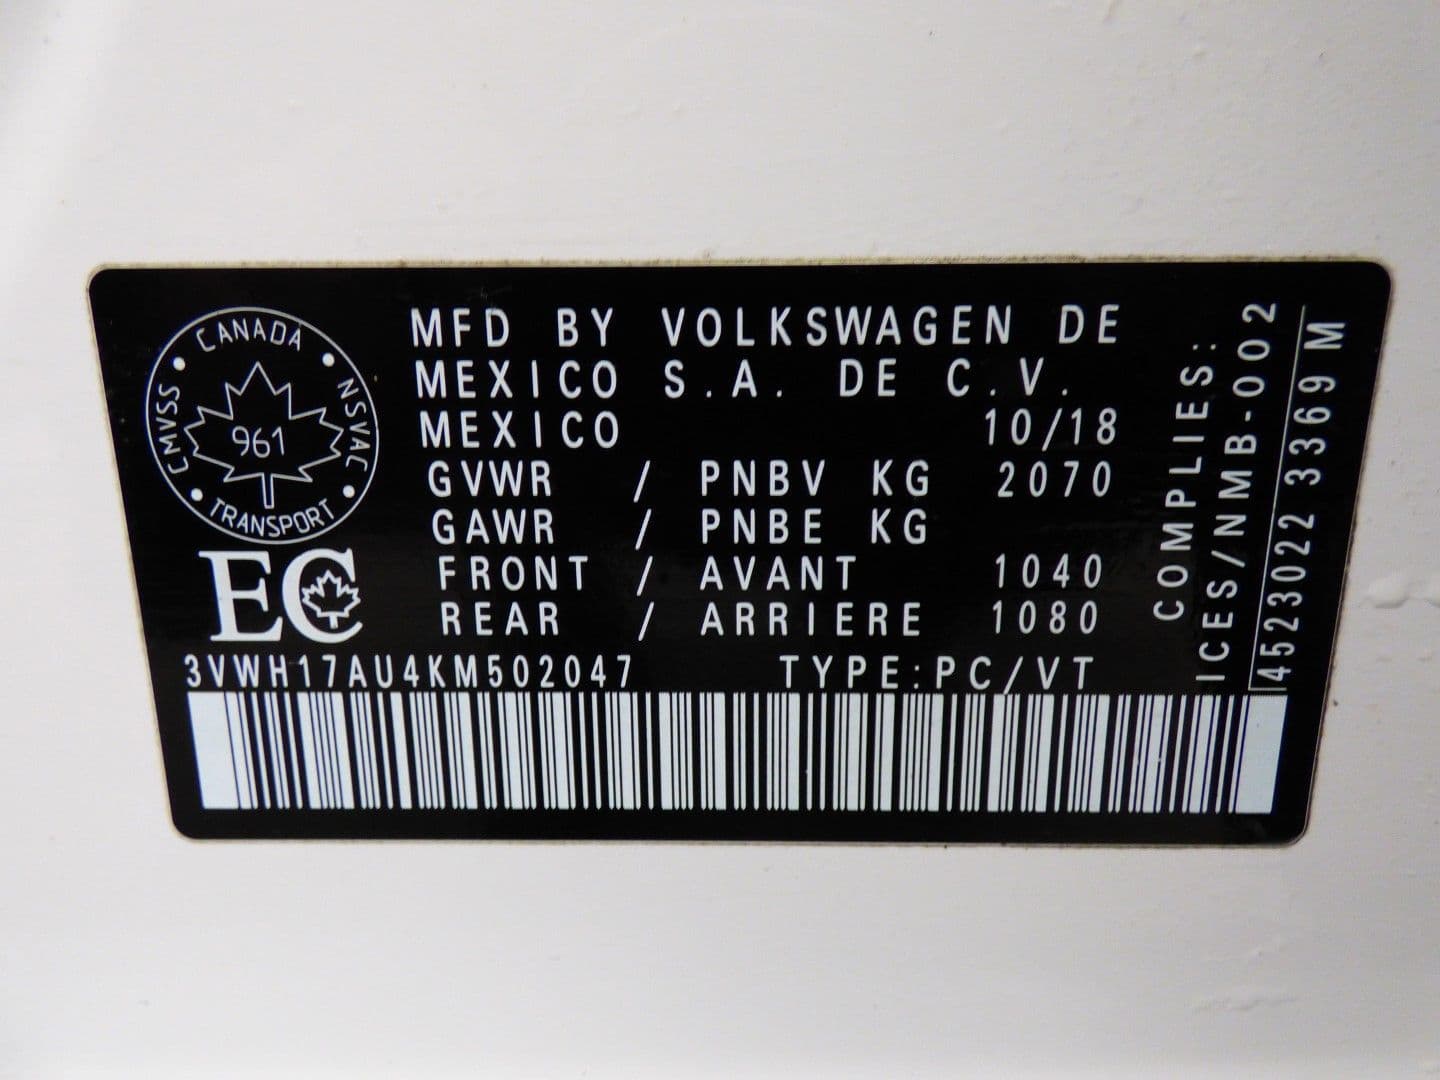 CANADA
CMVSS
NSVAC
961
TRANSPORT
EC
MFD BY VOLKSWAGEN DE
MEXICO S.A. DE C.V.
MEXICO 10/18
GVWR / PNBV KG 2070
GAWR / PNBE KG
FRONT / AVANT 1040
REAR / ARRIERE 1080
3VWH17AU4KM502047 TYPE:PC/VT
COMPLIES:
ICES/NMB-002
4523022 3369 M